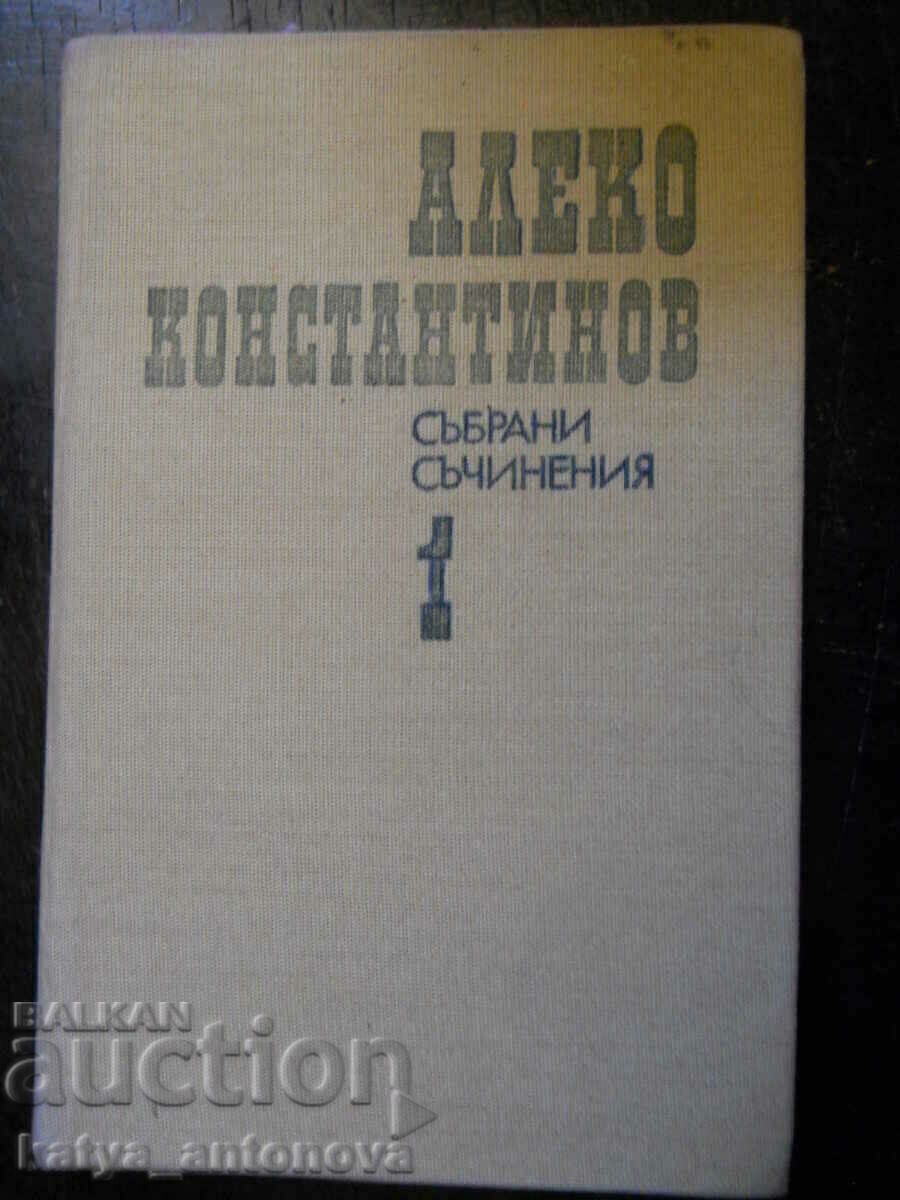 АЛЕКО
КОНСТАНТИНОВ
СЪБРАНИ
СЪЧИНЕНИЯ
1
BALKAN
auction
katya_antonova